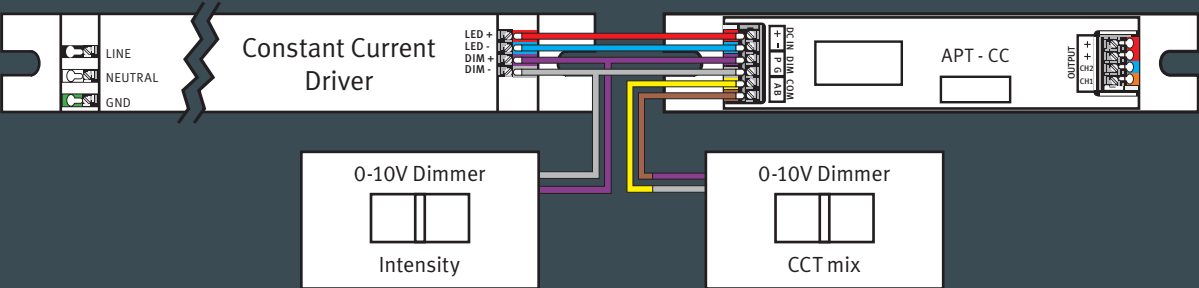 LINE
NEUTRAL
GND
Constant Current
Driver
LED +
LED -
DIM +
DIM -
+ -
DC IN
P G
DIM
A B
COM
APT - CC
OUTPUT
+
+
CH2
CH1
0-10V Dimmer
Intensity
0-10V Dimmer
CCT mix